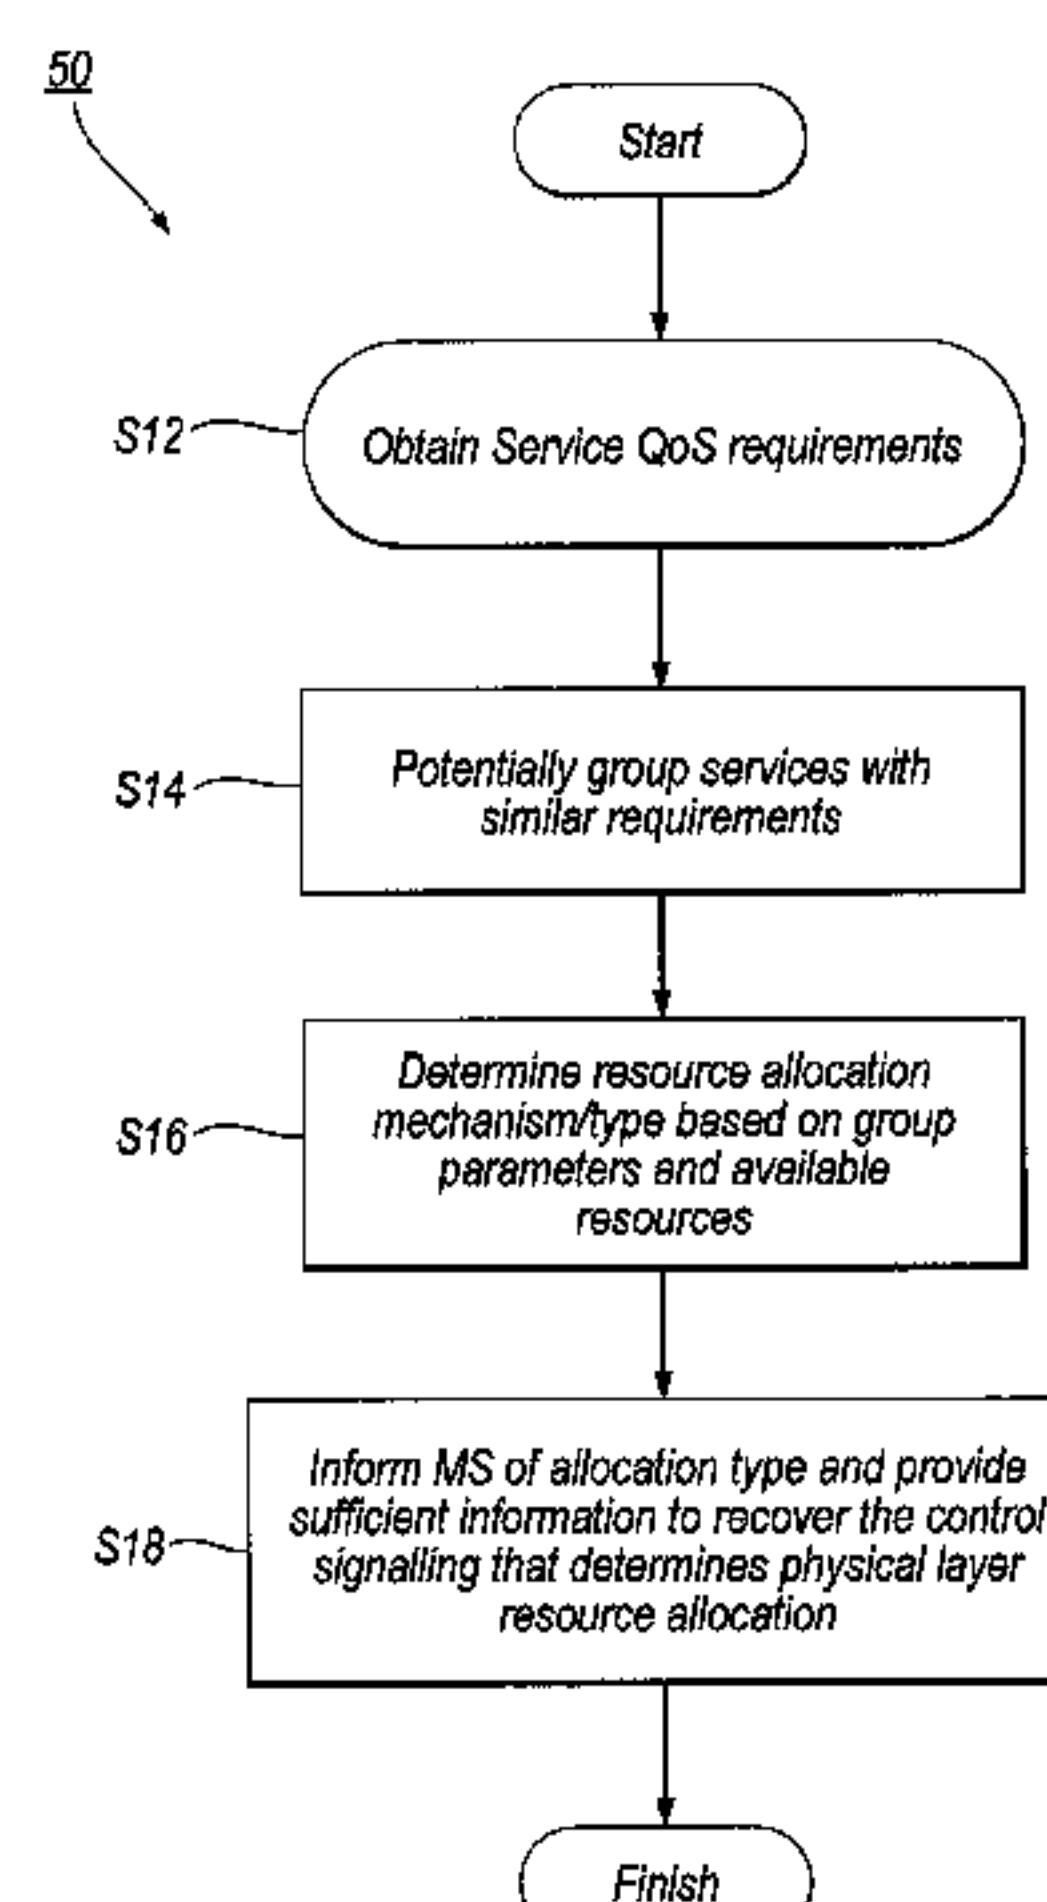 50
Start
S12
Obtain Service QoS requirements
S14
Potentially group services with
similar requirements
S16
Determine resource allocation
mechanism/type based on group
parameters and available
resources
S18
Inform MS of allocation type and provide
sufficient information to recover the control
signalling that determines physical layer
resource allocation
Finish